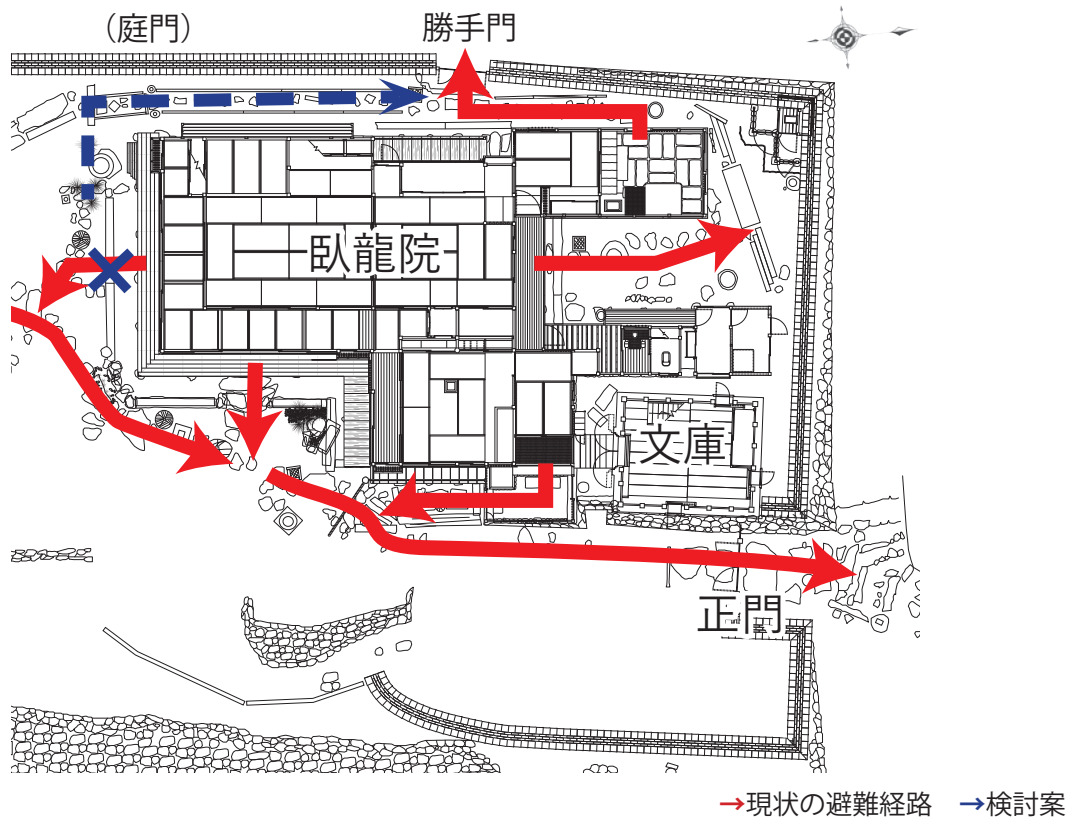 （庭門）
勝手門
臥龍院
文庫
正門
→現状の避難経路 →検討案